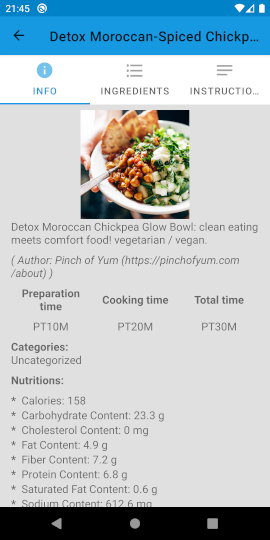 21:45
Detox Moroccan-Spiced Chickp...
INFO
INGREDIENTS
INSTRUCTIO...
Detox Moroccan Chickpea Glow Bowl: clean eating
meets comfort food! vegetarian / vegan.
( Author: Pinch of Yum (https://pinchofyum.com
/about) )
Preparation
time
Cooking time
Total time
PT10M
PT20M
PT30M
Categories:
Uncategorized
Nutritions:
* Calories: 158
* Carbohydrate Content: 23.3 g
* Cholesterol Content: 0 mg
* Fat Content: 4.9 g
* Fiber Content: 7.2 g
* Protein Content: 6.8 g
* Saturated Fat Content: 0.6 g
* Sodium Content: 612.6 mg